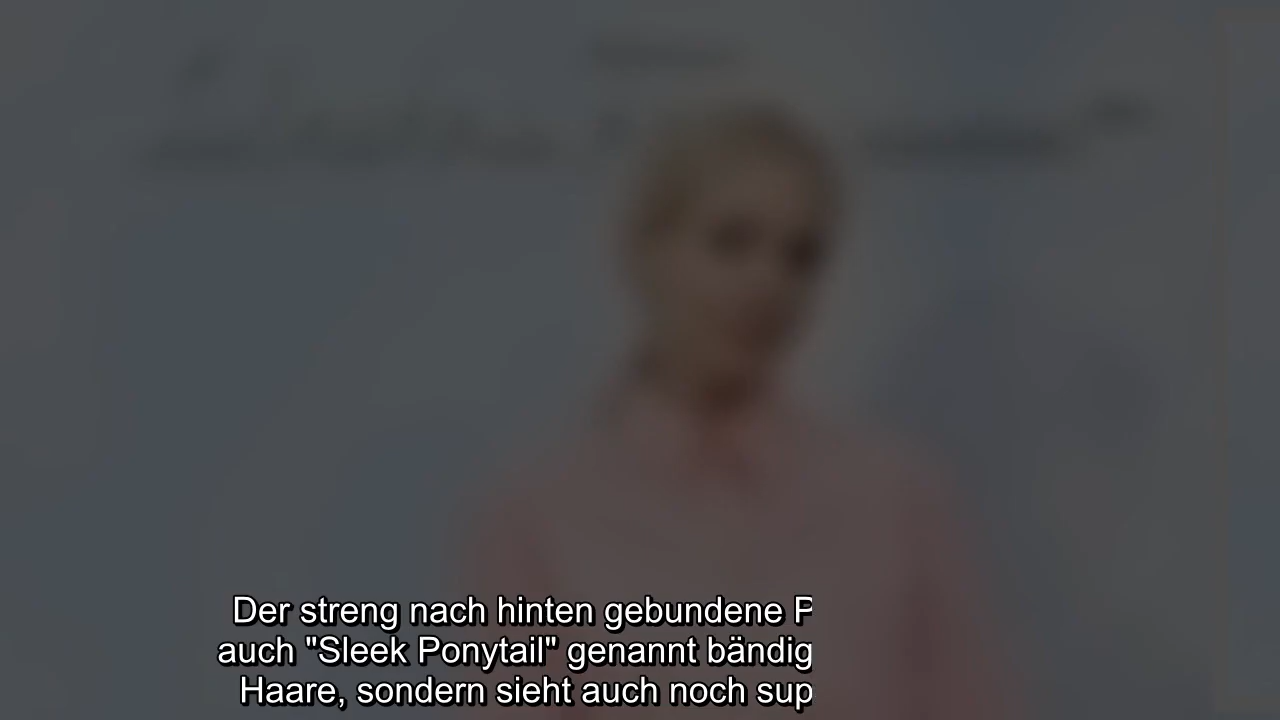 Der streng nach hinten gebundene P
auch "Sleek Ponytail" genannt bändig
Haare, sondern sieht auch noch sup